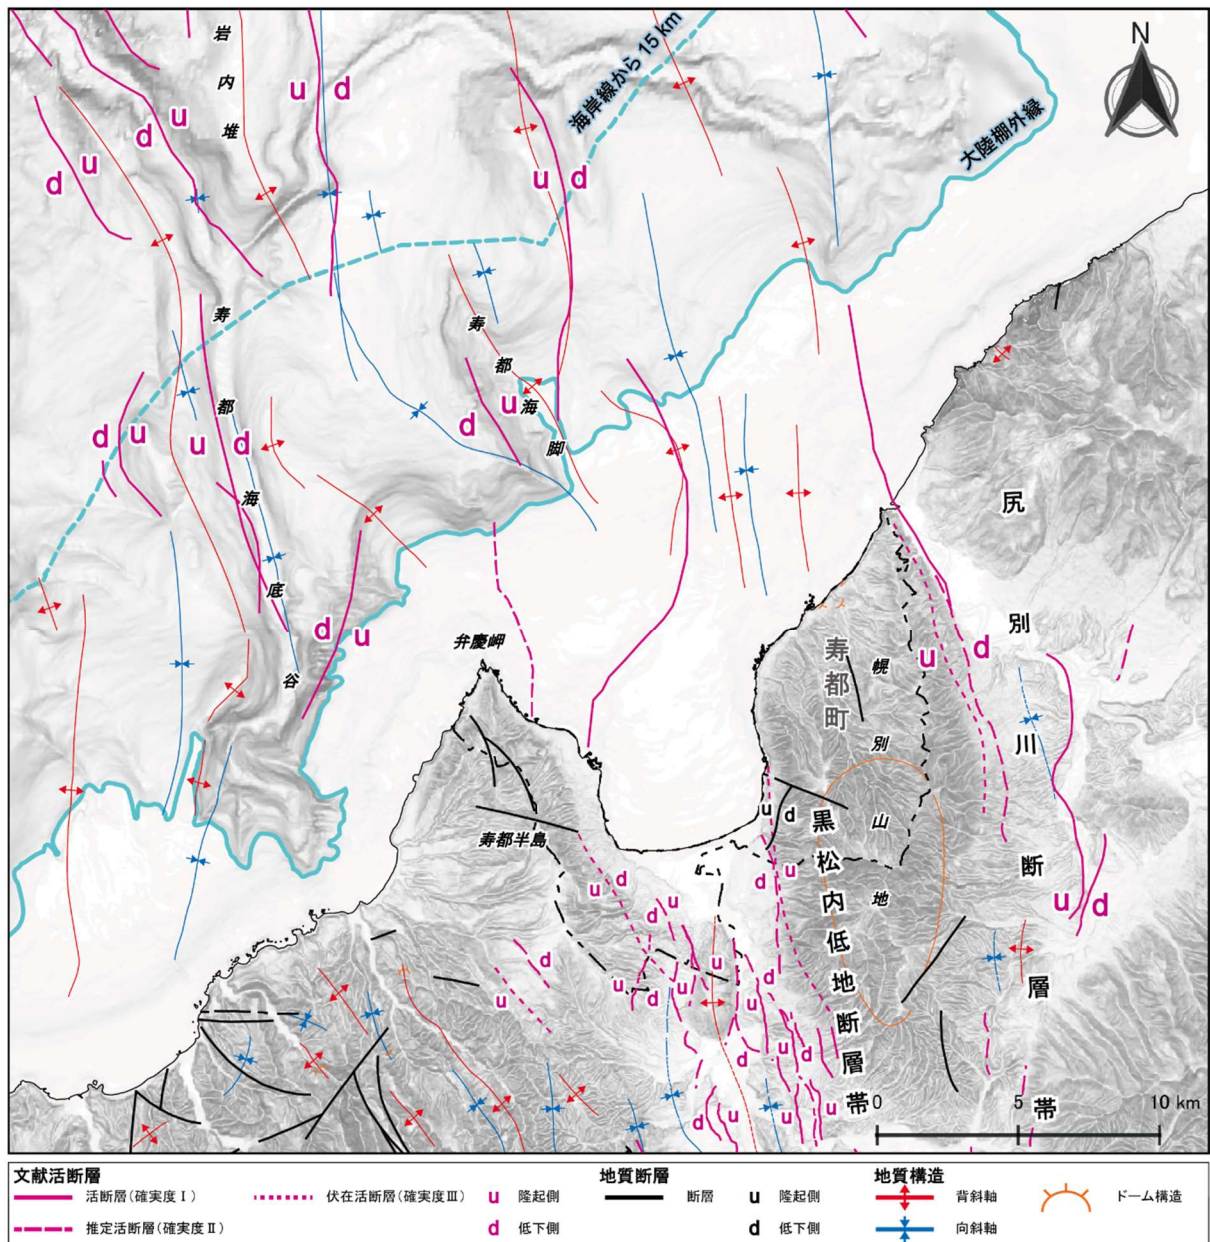 N
岩内堆
海岸線から 15 km
大陸棚外縁
u
d
u
d
u
d
u
d
寿都海底谷
寿都海脚
d
u
u
d
d
u
d
u
弁慶岬
尻別川断層帯
寿都町
幌別山地
u
d
寿都半島
黒松内低地断層帯
u
d
u
d
d
u
u
d
u
d
u
d
u
d
u
u
d
u
d
u
d
d
u
u
u
0
5
10 km
文献活断層
活断層(確実度Ⅰ)
推定活断層(確実度Ⅱ)
伏在活断層(確実度Ⅲ)
u 隆起側
d 低下側
地質断層
断層
u 隆起側
d 低下側
地質構造
背斜軸
向斜軸
ドーム構造